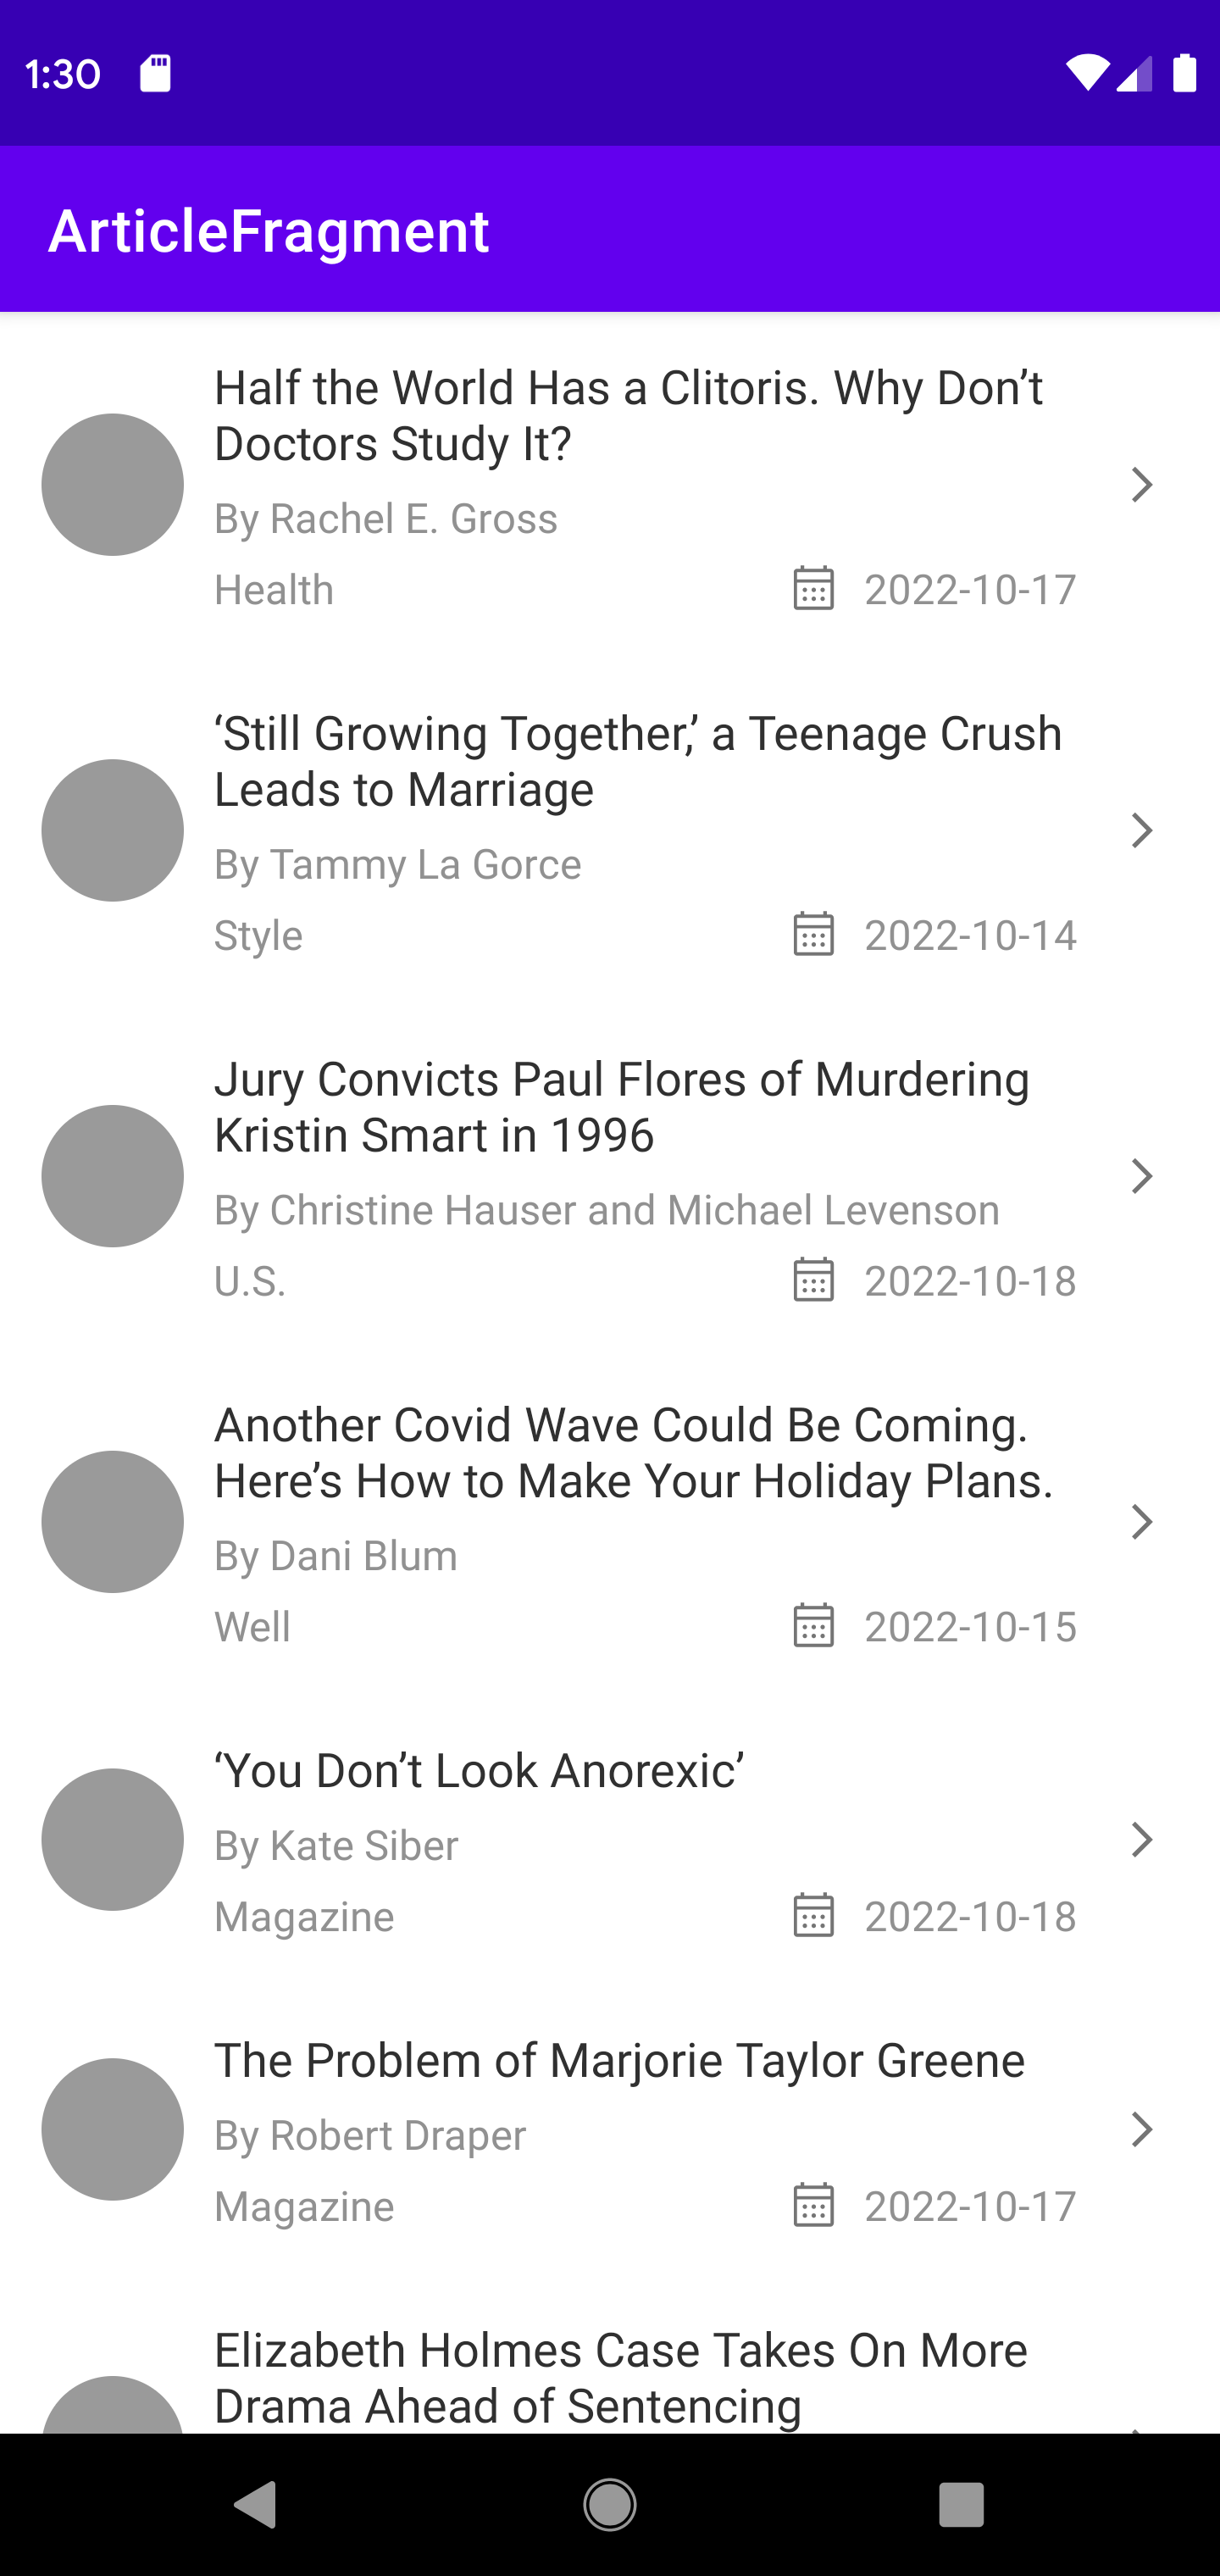 1:30
ArticleFragment
Half the World Has a Clitoris. Why Don’t
Doctors Study It?
By Rachel E. Gross
Health 2022-10-17
‘Still Growing Together,’ a Teenage Crush
Leads to Marriage
By Tammy La Gorce
Style 2022-10-14
Jury Convicts Paul Flores of Murdering
Kristin Smart in 1996
By Christine Hauser and Michael Levenson
U.S. 2022-10-18
Another Covid Wave Could Be Coming.
Here’s How to Make Your Holiday Plans.
By Dani Blum
Well 2022-10-15
‘You Don’t Look Anorexic’
By Kate Siber
Magazine 2022-10-18
The Problem of Marjorie Taylor Greene
By Robert Draper
Magazine 2022-10-17
Elizabeth Holmes Case Takes On More
Drama Ahead of Sentencing